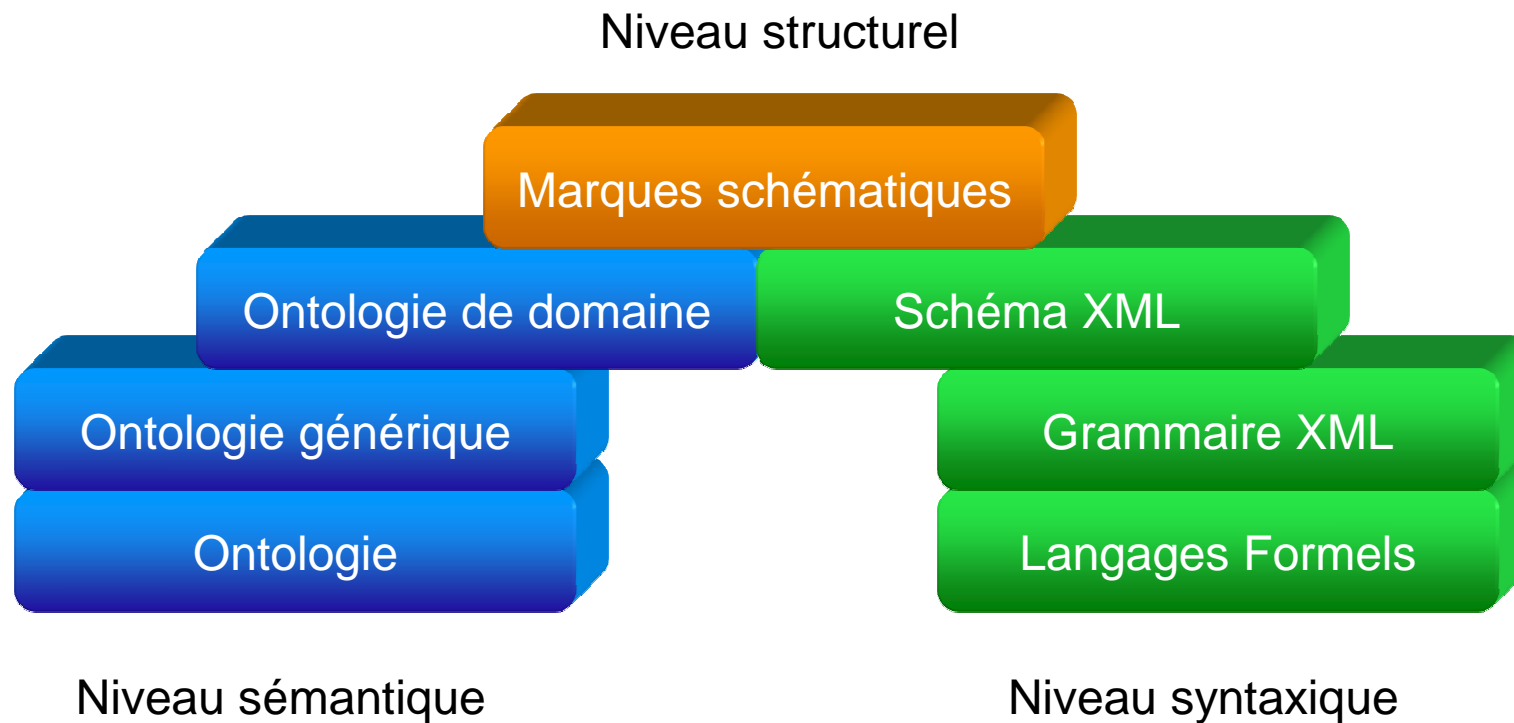 Niveau structurel
Marques schématiques
Ontologie de domaine
Schéma XML
Ontologie générique
Grammaire XML
Ontologie
Langages Formels
Niveau sémantique
Niveau syntaxique